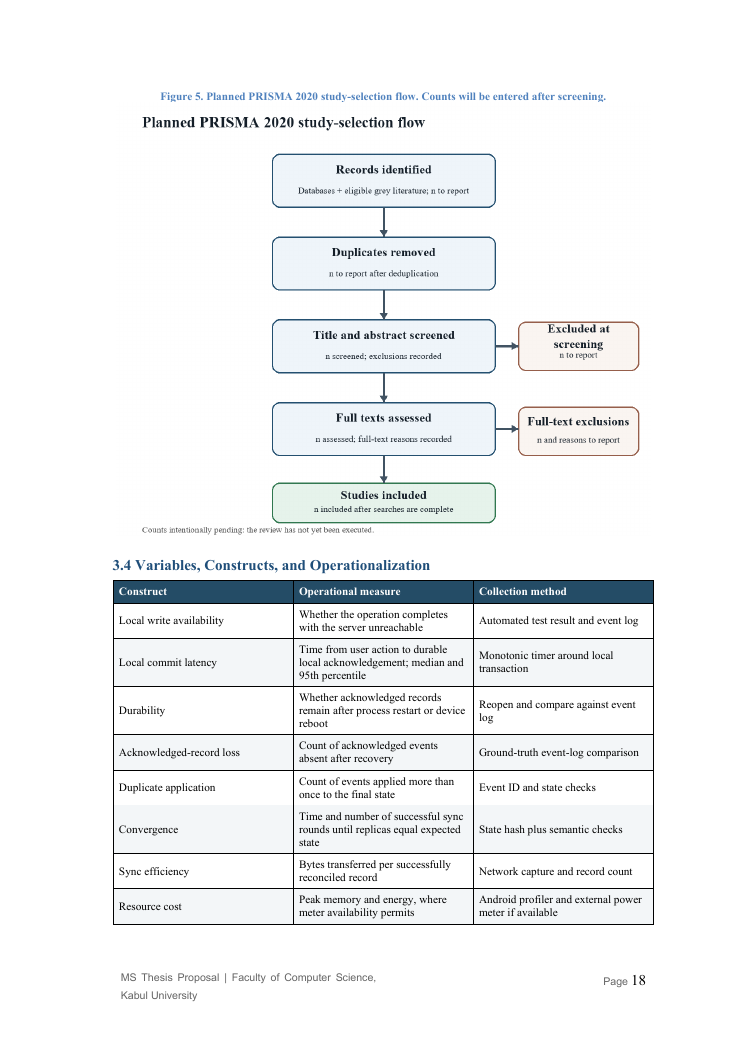 Figure 5. Planned PRISMA 2020 study-selection flow. Counts will be entered after screening.
Planned PRISMA 2020 study-selection flow
Records identified
Databases + eligible grey literature; n to report
Duplicates removed
n to report after deduplication
Title and abstract screened
n screened; exclusions recorded
Excluded at
screening
n to report
Full texts assessed
n assessed; full-text reasons recorded
Full-text exclusions
n and reasons to report
Studies included
n included after searches are complete
Counts intentionally pending: the review has not yet been executed.
3.4 Variables, Constructs, and Operationalization
Construct
Operational measure
Collection method
Local write availability
Whether the operation completes
with the server unreachable
Automated test result and event log
Local commit latency
Time from user action to durable
local acknowledgement; median and
95th percentile
Monotonic timer around local
transaction
Durability
Whether acknowledged records
remain after process restart or device
reboot
Reopen and compare against event
log
Acknowledged-record loss
Count of acknowledged events
absent after recovery
Ground-truth event-log comparison
Duplicate application
Count of events applied more than
once to the final state
Event ID and state checks
Convergence
Time and number of successful sync
rounds until replicas equal expected
state
State hash plus semantic checks
Sync efficiency
Bytes transferred per successfully
reconciled record
Network capture and record count
Resource cost
Peak memory and energy, where
meter availability permits
Android profiler and external power
meter if available
MS Thesis Proposal | Faculty of Computer Science,
Kabul University
Page 18